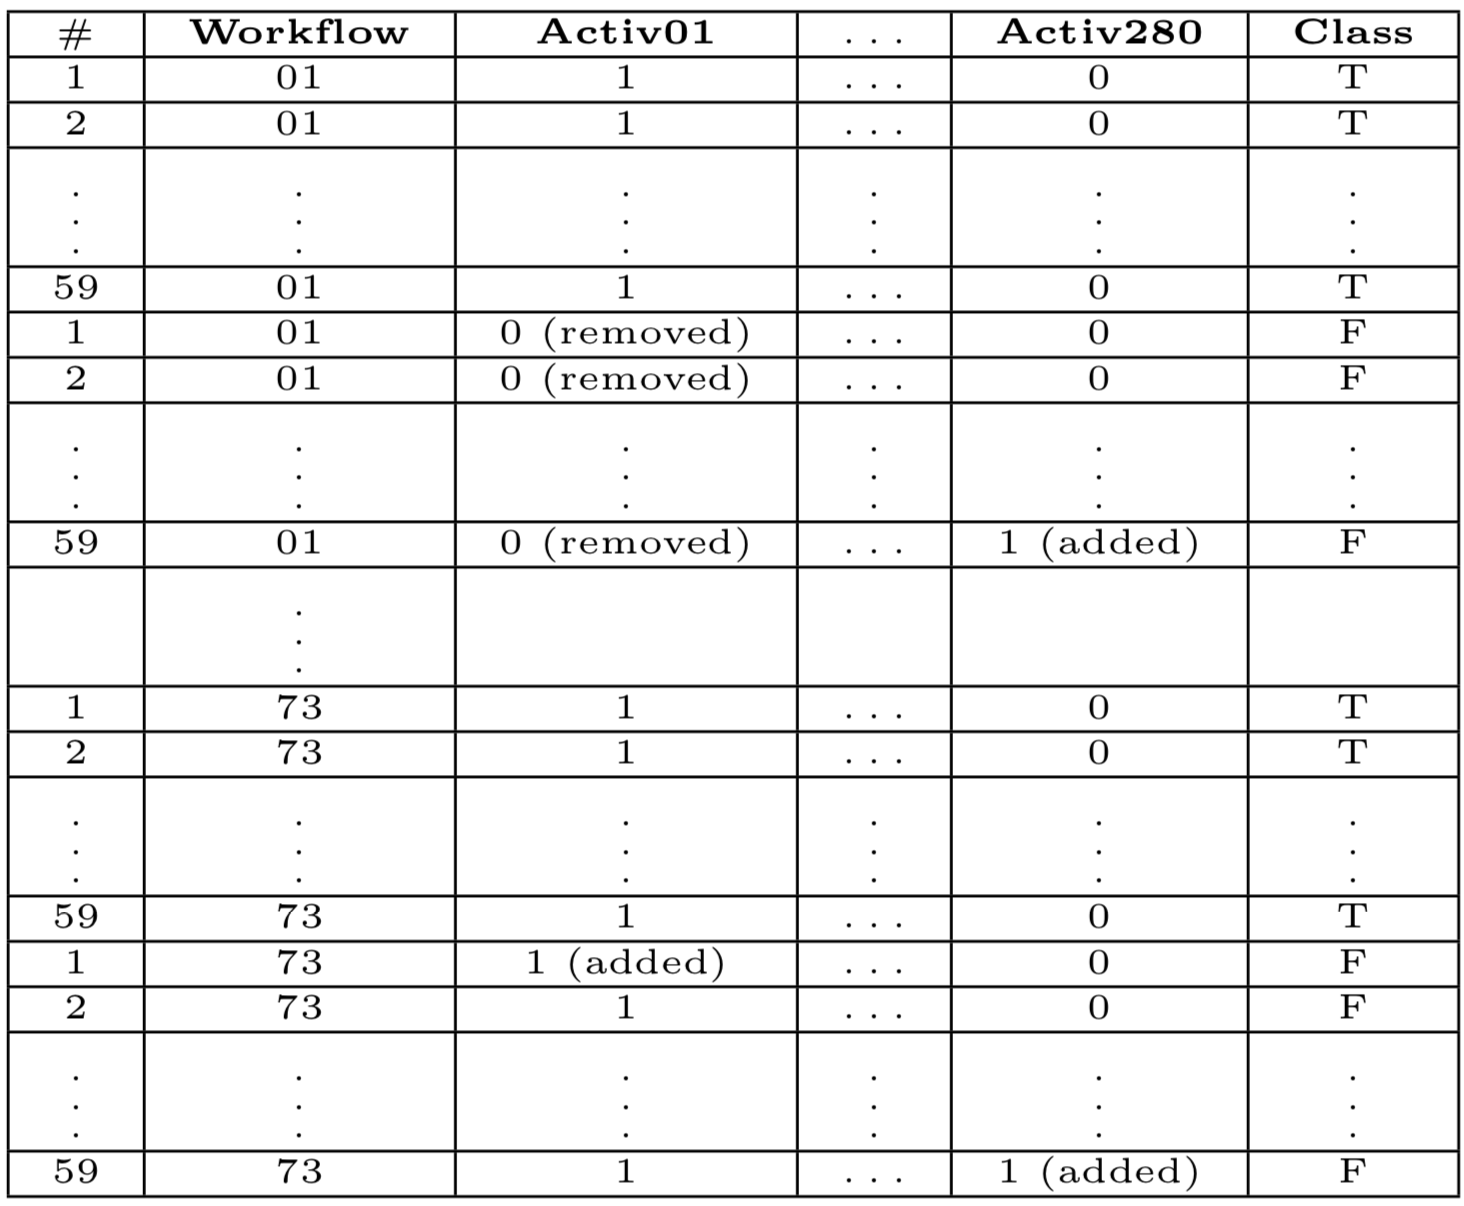 # Workflow Activ01 ... Activ280 Class
1 01 1 ... 0 T
2 01 1 ... 0 T
. . . . . .
. . . . . .
. . . . . .
59 01 1 ... 0 T
1 01 0 (removed) ... 0 F
2 01 0 (removed) ... 0 F
. . . . . .
. . . . . .
. . . . . .
59 01 0 (removed) ... 1 (added) F
.
.
.
1 73 1 ... 0 T
2 73 1 ... 0 T
. . . . . .
. . . . . .
. . . . . .
59 73 1 ... 0 T
1 73 1 (added) ... 0 F
2 73 1 ... 0 F
. . . . . .
. . . . . .
. . . . . .
59 73 1 ... 1 (added) F